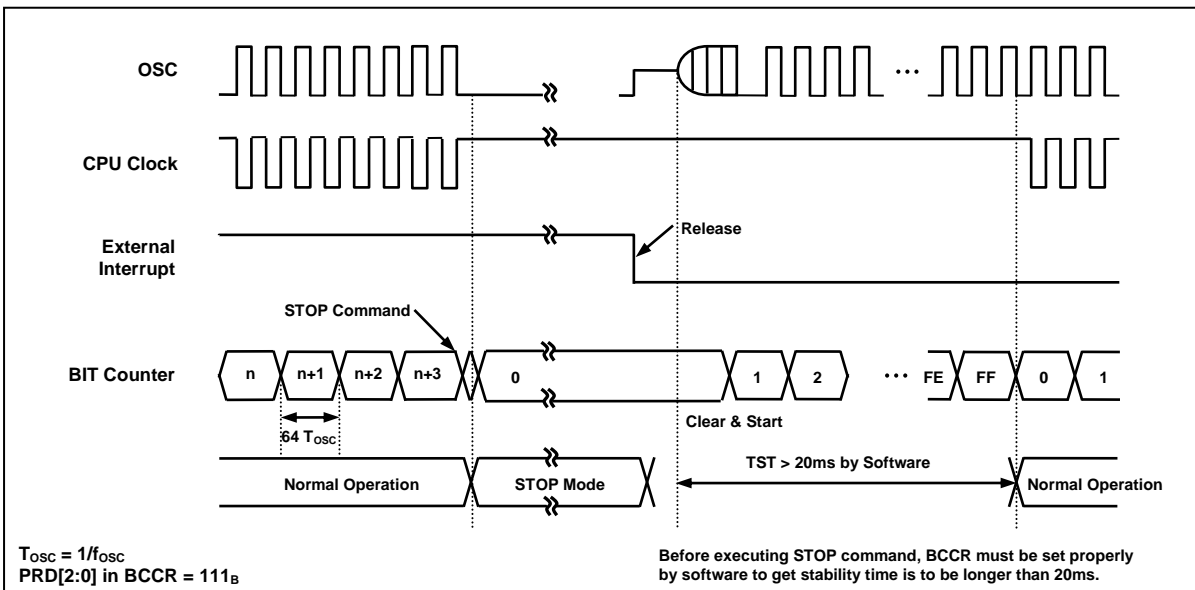 OSC
...
CPU Clock
External
Interrupt
Release
STOP Command
BIT Counter
n n+1 n+2 n+3 0 1 2 ... FE FF 0 1
Clear & Start
64 TOSC
TST > 20ms by Software
Normal Operation STOP Mode Normal Operation
TOSC = 1/fOSC
PRD[2:0] in BCCR = 111B
Before executing STOP command, BCCR must be set properly
by software to get stability time is to be longer than 20ms.